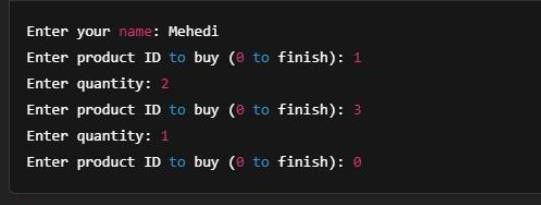 Enter your name: Mehedi
Enter product ID to buy (0 to finish): 1
Enter quantity: 2
Enter product ID to buy (0 to finish): 3
Enter quantity: 1
Enter product ID to buy (0 to finish): 0